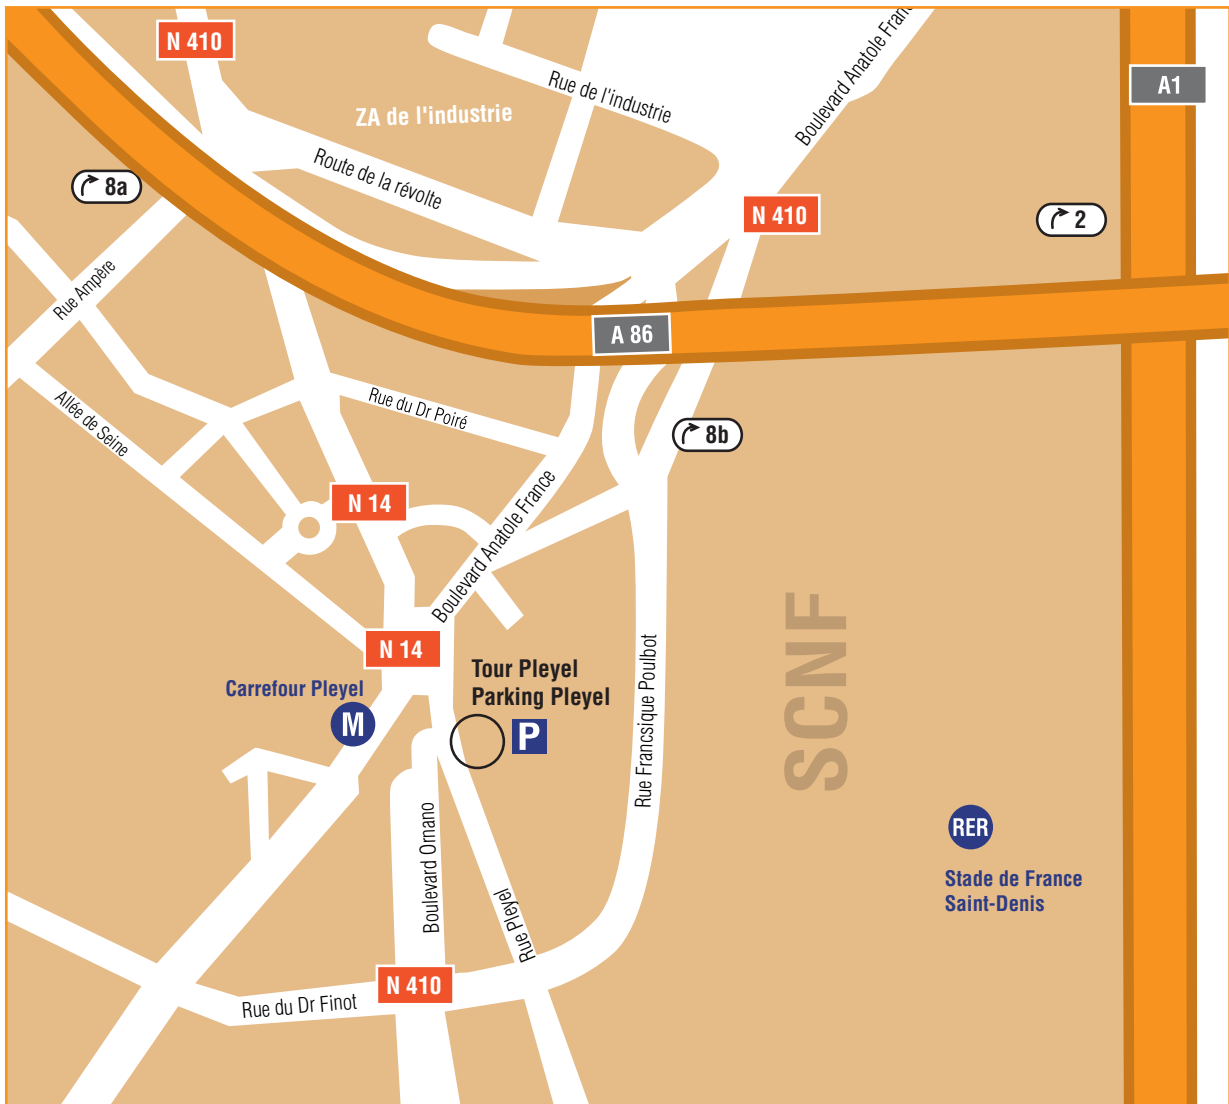 N 410
Rue de l'industrie
Boulevard Anatole Franc
A1
ZA de l'industrie
Route de la révolte
8a
N 410
2
Rue Ampère
A 86
Allée de Seine
Rue du Dr Poiré
8b
N 14
Boulevard Anatole France
N 14
Tour Pleyel
Parking Pleyel
Carrefour Pleyel
M
P
Rue Francsique Poulbot
SCNF
RER
Stade de France
Saint-Denis
Boulevard Ornano
Rue Pleyel
N 410
Rue du Dr Finot